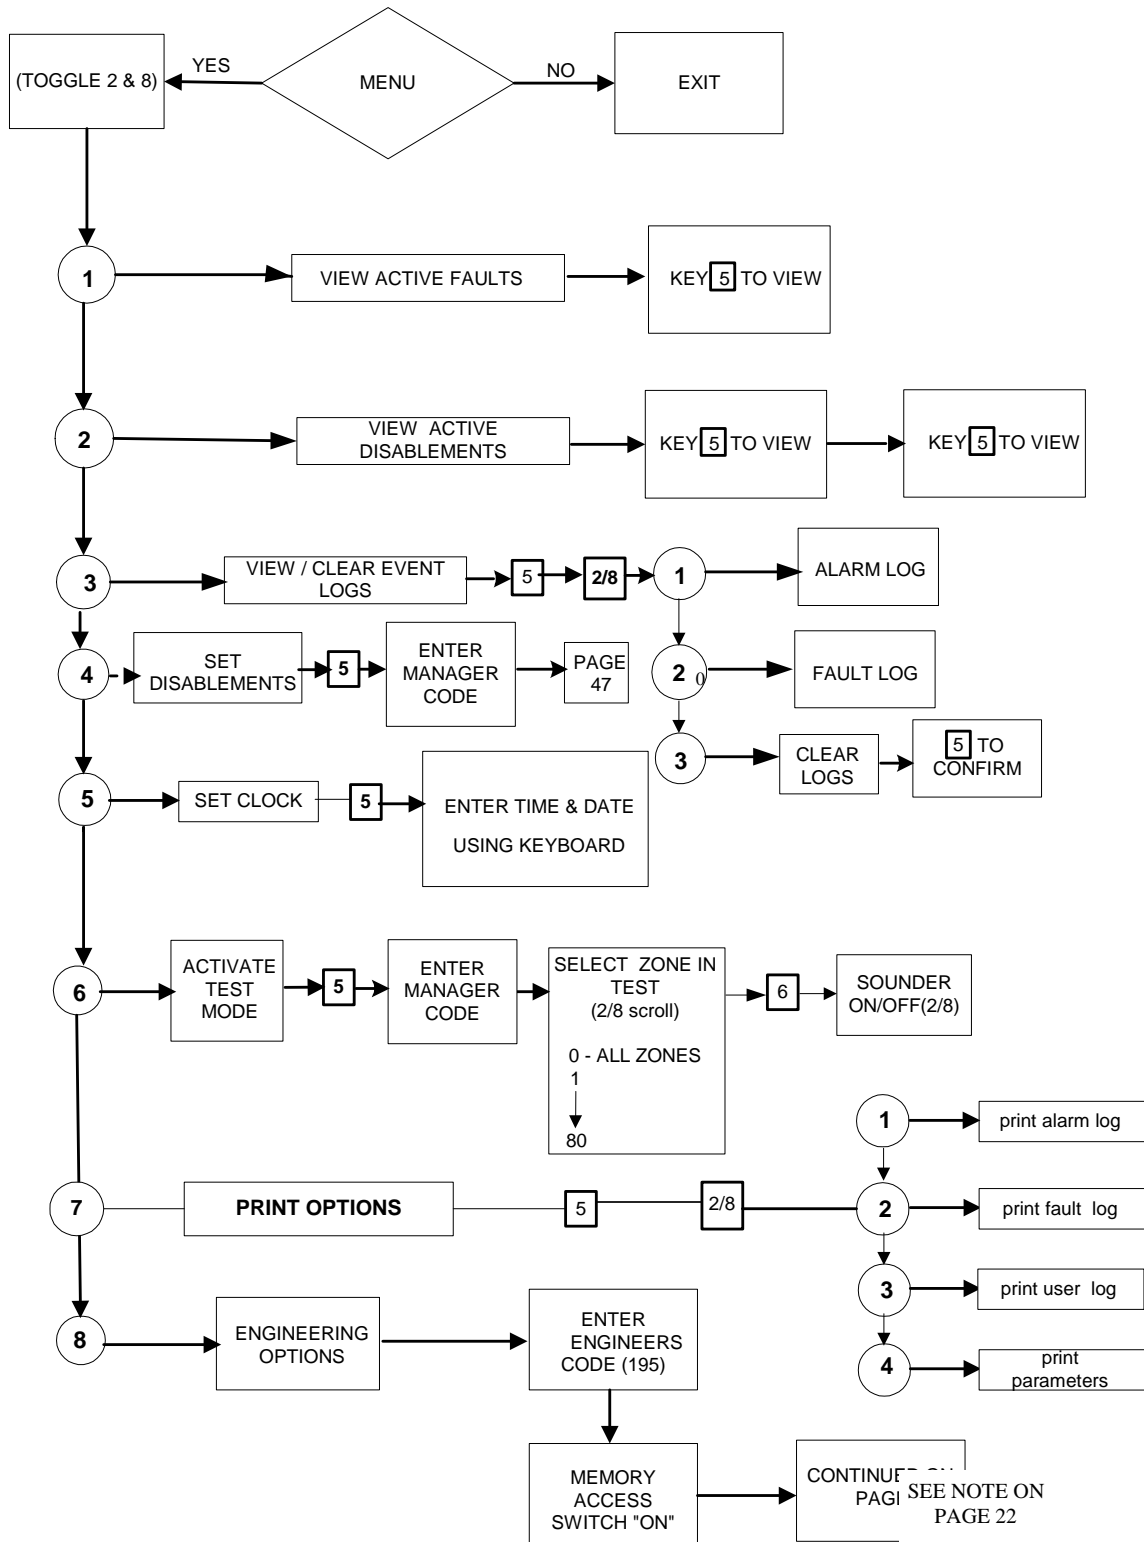 (TOGGLE 2 & 8)
YES
MENU
NO
EXIT
1
VIEW ACTIVE FAULTS
KEY 5 TO VIEW
2
VIEW ACTIVE
DISABLEMENTS
KEY 5 TO VIEW
KEY 5 TO VIEW
3
VIEW / CLEAR EVENT
LOGS
5
2/8
1
ALARM LOG
2 0
FAULT LOG
3
CLEAR
LOGS
5 TO
CONFIRM
4
SET
DISABLEMENTS
5
ENTER
MANAGER
CODE
PAGE
47
5
SET CLOCK
5
ENTER TIME & DATE
USING KEYBOARD
6
ACTIVATE
TEST
MODE
5
ENTER
MANAGER
CODE
SELECT ZONE IN
TEST
(2/8 scroll)
0 - ALL ZONES
1
80
6
SOUNDER
ON/OFF(2/8)
7
PRINT OPTIONS
5
2/8
1
print alarm log
2
print fault log
3
print user log
4
print
parameters
8
ENGINEERING
OPTIONS
ENTER
ENGINEERS
CODE (195)
MEMORY
ACCESS
SWITCH "ON"
CONTINUED ON
SEE NOTE ON
PAGE 22